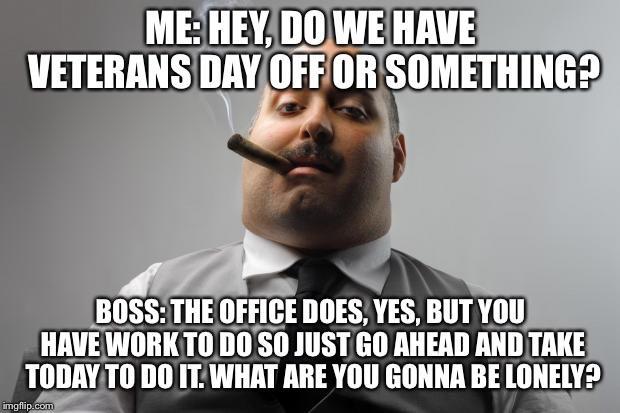 ME: HEY, DO WE HAVE
VETERANS DAY OFF OR SOMETHING?
BOSS: THE OFFICE DOES, YES, BUT YOU
HAVE WORK TO DO SO JUST GO AHEAD AND TAKE
TODAY TO DO IT. WHAT ARE YOU GONNA BE LONELY?
imgflip.com